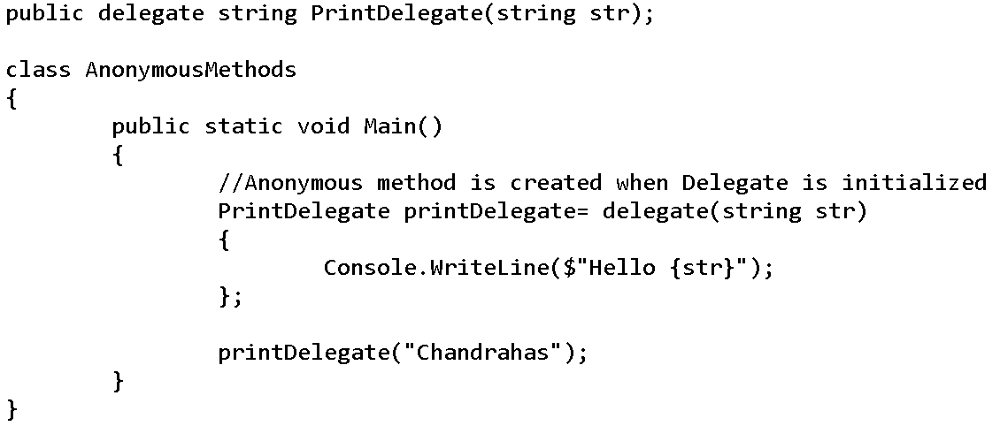 public delegate string PrintDelegate(string str);
class AnonymousMethods
{
public static void Main()
{
//Anonymous method is created when Delegate is initialized
PrintDelegate printDelegate= delegate(string str)
{
Console.WriteLine($"Hello {str}");
};
printDelegate("Chandrahas");
}
}